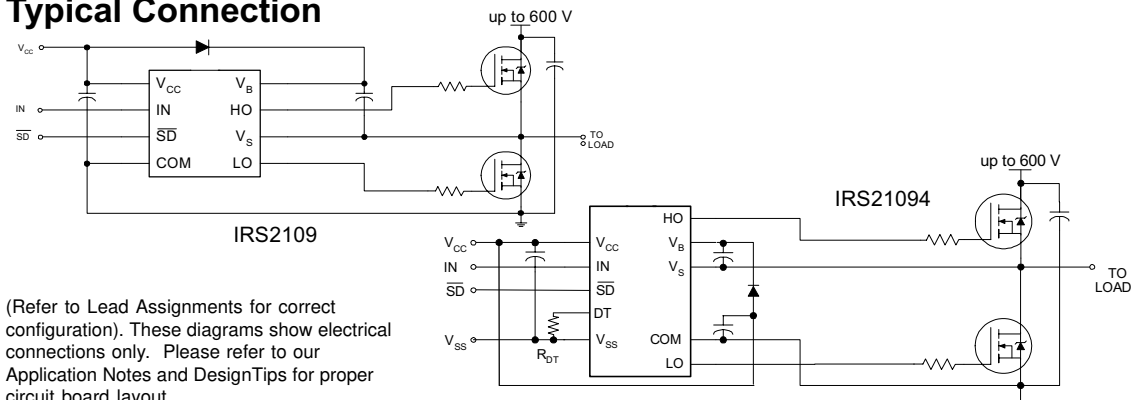 Typical Connection
up to 600 V
VCC
VCC
VB
IN
IN
HO
SD
SD
VS
TO
LOAD
COM
LO
IRS2109
up to 600 V
IRS21094
HO
VCC
VCC
VB
IN
IN
VS
TO
LOAD
SD
SD
DT
VSS
VSS
COM
RDT
LO
(Refer to Lead Assignments for correct
configuration). These diagrams show electrical
connections only. Please refer to our
Application Notes and DesignTips for proper
circuit board layout